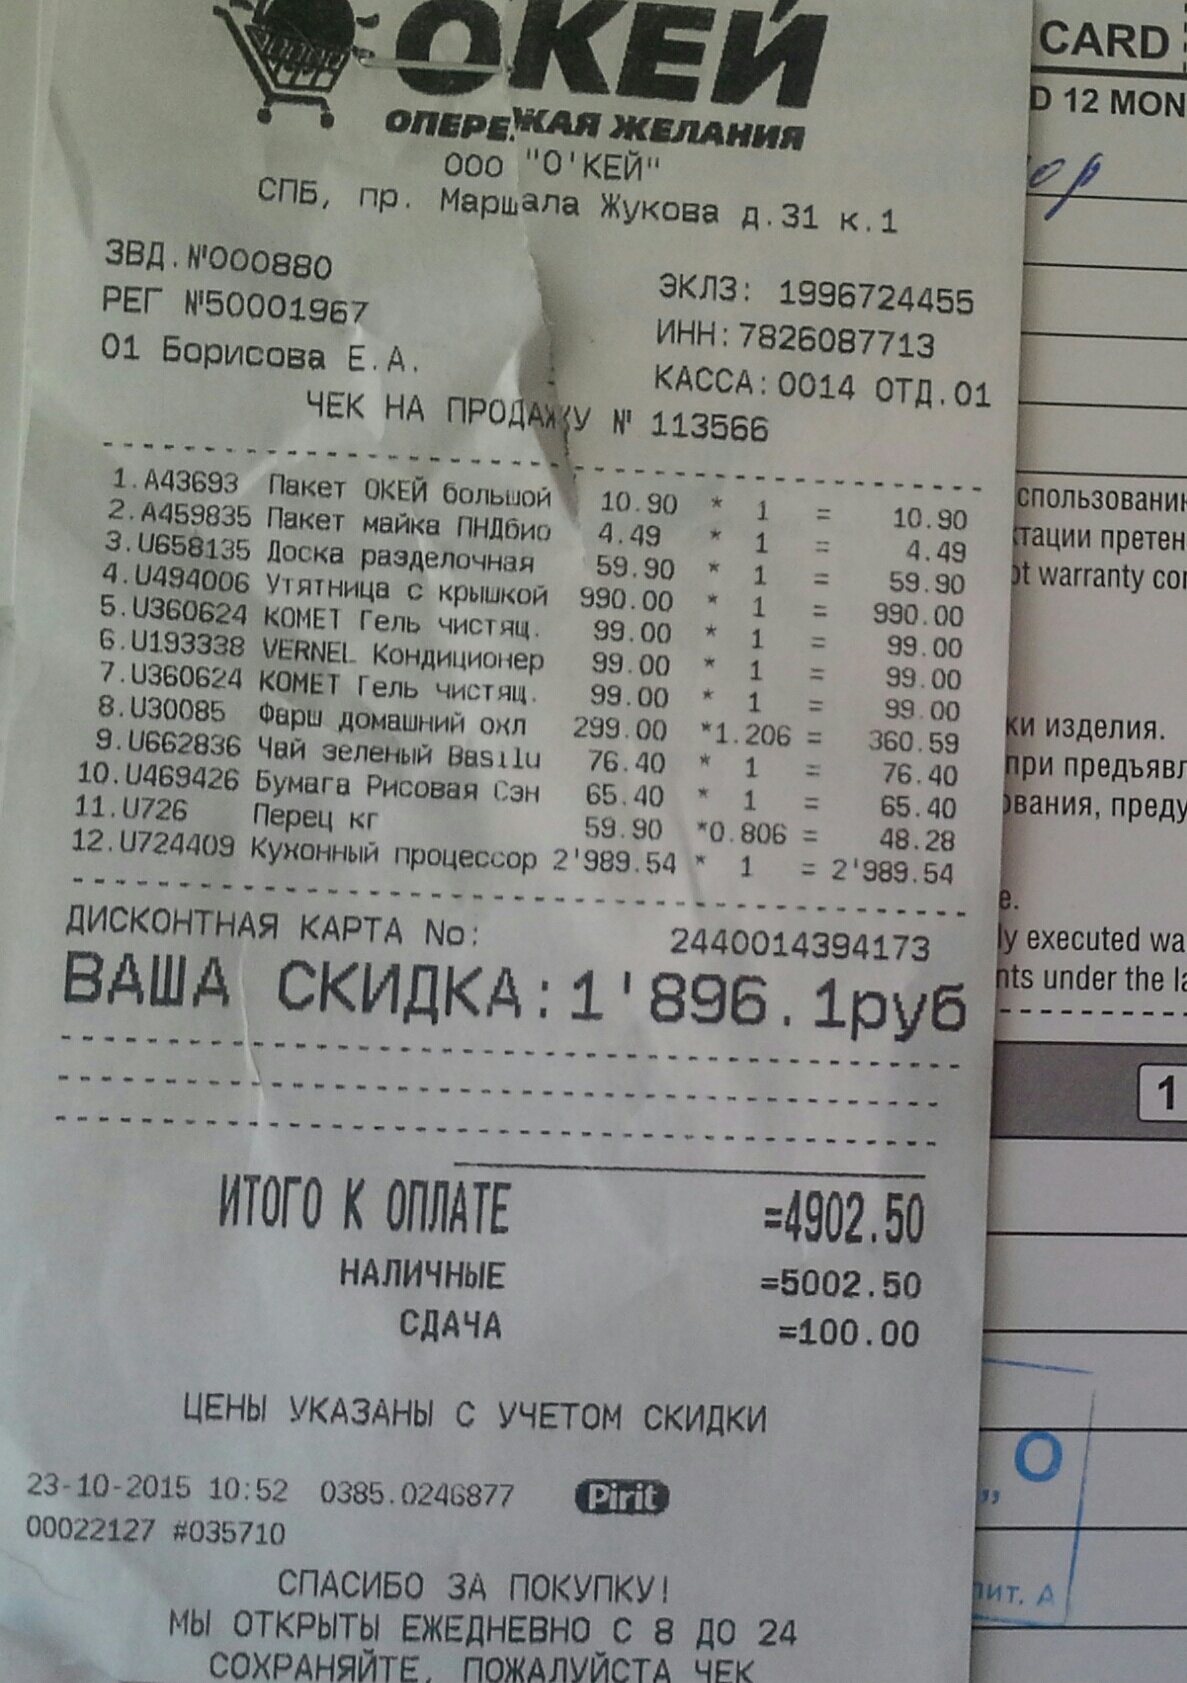 О'КЕЙ
ОПЕРЕЖАЯ ЖЕЛАНИЯ
ООО "О'КЕЙ"
СПБ, пр. Маршала Жукова д.31 к.1
ЗВД.№000880
РЕГ №50001967
01 Борисова Е.А.
ЭКЛЗ: 1996724455
ИНН:7826087713
КАССА:0014 ОТД.01
ЧЕК НА ПРОДАЖУ № 113566
1.А43693 Пакет ОКЕЙ большой 10.90 * 1 = 10.90
2.А459835 Пакет майка ПНДбио 4.49 * 1 = 4.49
3.U658135 Доска разделочная 59.90 * 1 = 59.90
4.U494006 Утятница с крышкой 990.00 * 1 = 990.00
5.U360624 КОМЕТ Гель чистящ. 99.00 * 1 = 99.00
6.U193338 VERNEL Кондиционер 99.00 * 1 = 99.00
7.U360624 КОМЕТ Гель чистящ. 99.00 * 1 = 99.00
8.U30085 Фарш домашний охл 299.00 *1.206 = 360.59
9.U662836 Чай зеленый Basilu 76.40 * 1 = 76.40
10.U469426 Бумага Рисовая Сэн 65.40 * 1 = 65.40
11.U726 Перец кг 59.90 *0.806 = 48.28
12.U724409 Кухонный процессор 2'989.54 * 1 = 2'989.54
ДИСКОНТНАЯ КАРТА No: 2440014394173
ВАША СКИДКА:1'896.1руб
ИТОГО К ОПЛАТЕ =4902.50
НАЛИЧНЫЕ =5002.50
СДАЧА =100.00
ЦЕНЫ УКАЗАНЫ С УЧЕТОМ СКИДКИ
23-10-2015 10:52 0385.0246877 Pirit
00022127 #035710
СПАСИБО ЗА ПОКУПКУ!
МЫ ОТКРЫТЫ ЕЖЕДНЕВНО С 8 ДО 24
СОХРАНЯЙТЕ, ПОЖАЛУЙСТА ЧЕК
CARD
12 MON
изделия.
при
warranty
executed
under the
1
О
лит. А